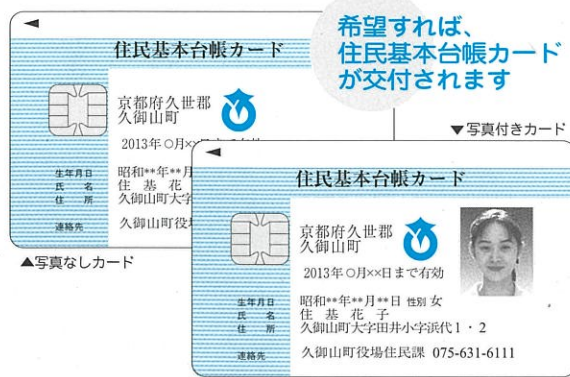 希望すれば、
住民基本台帳カード
が交付されます
住民基本台帳カード
京都府久世郡
久御山町
2013年○月×
生年月日 昭和**年**月
氏 名 住 基 花
住 所 久御山町大字
連絡先 久御山町役
▲写真なしカード
▼写真付きカード
住民基本台帳カード
京都府久世郡
久御山町
2013年○月××日まで有効
生年月日 昭和**年**月**日 性別 女
氏 名 住 基 花 子
住 所 久御山町大字田井小字浜代1・2
連絡先 久御山町役場住民課 075-631-6111